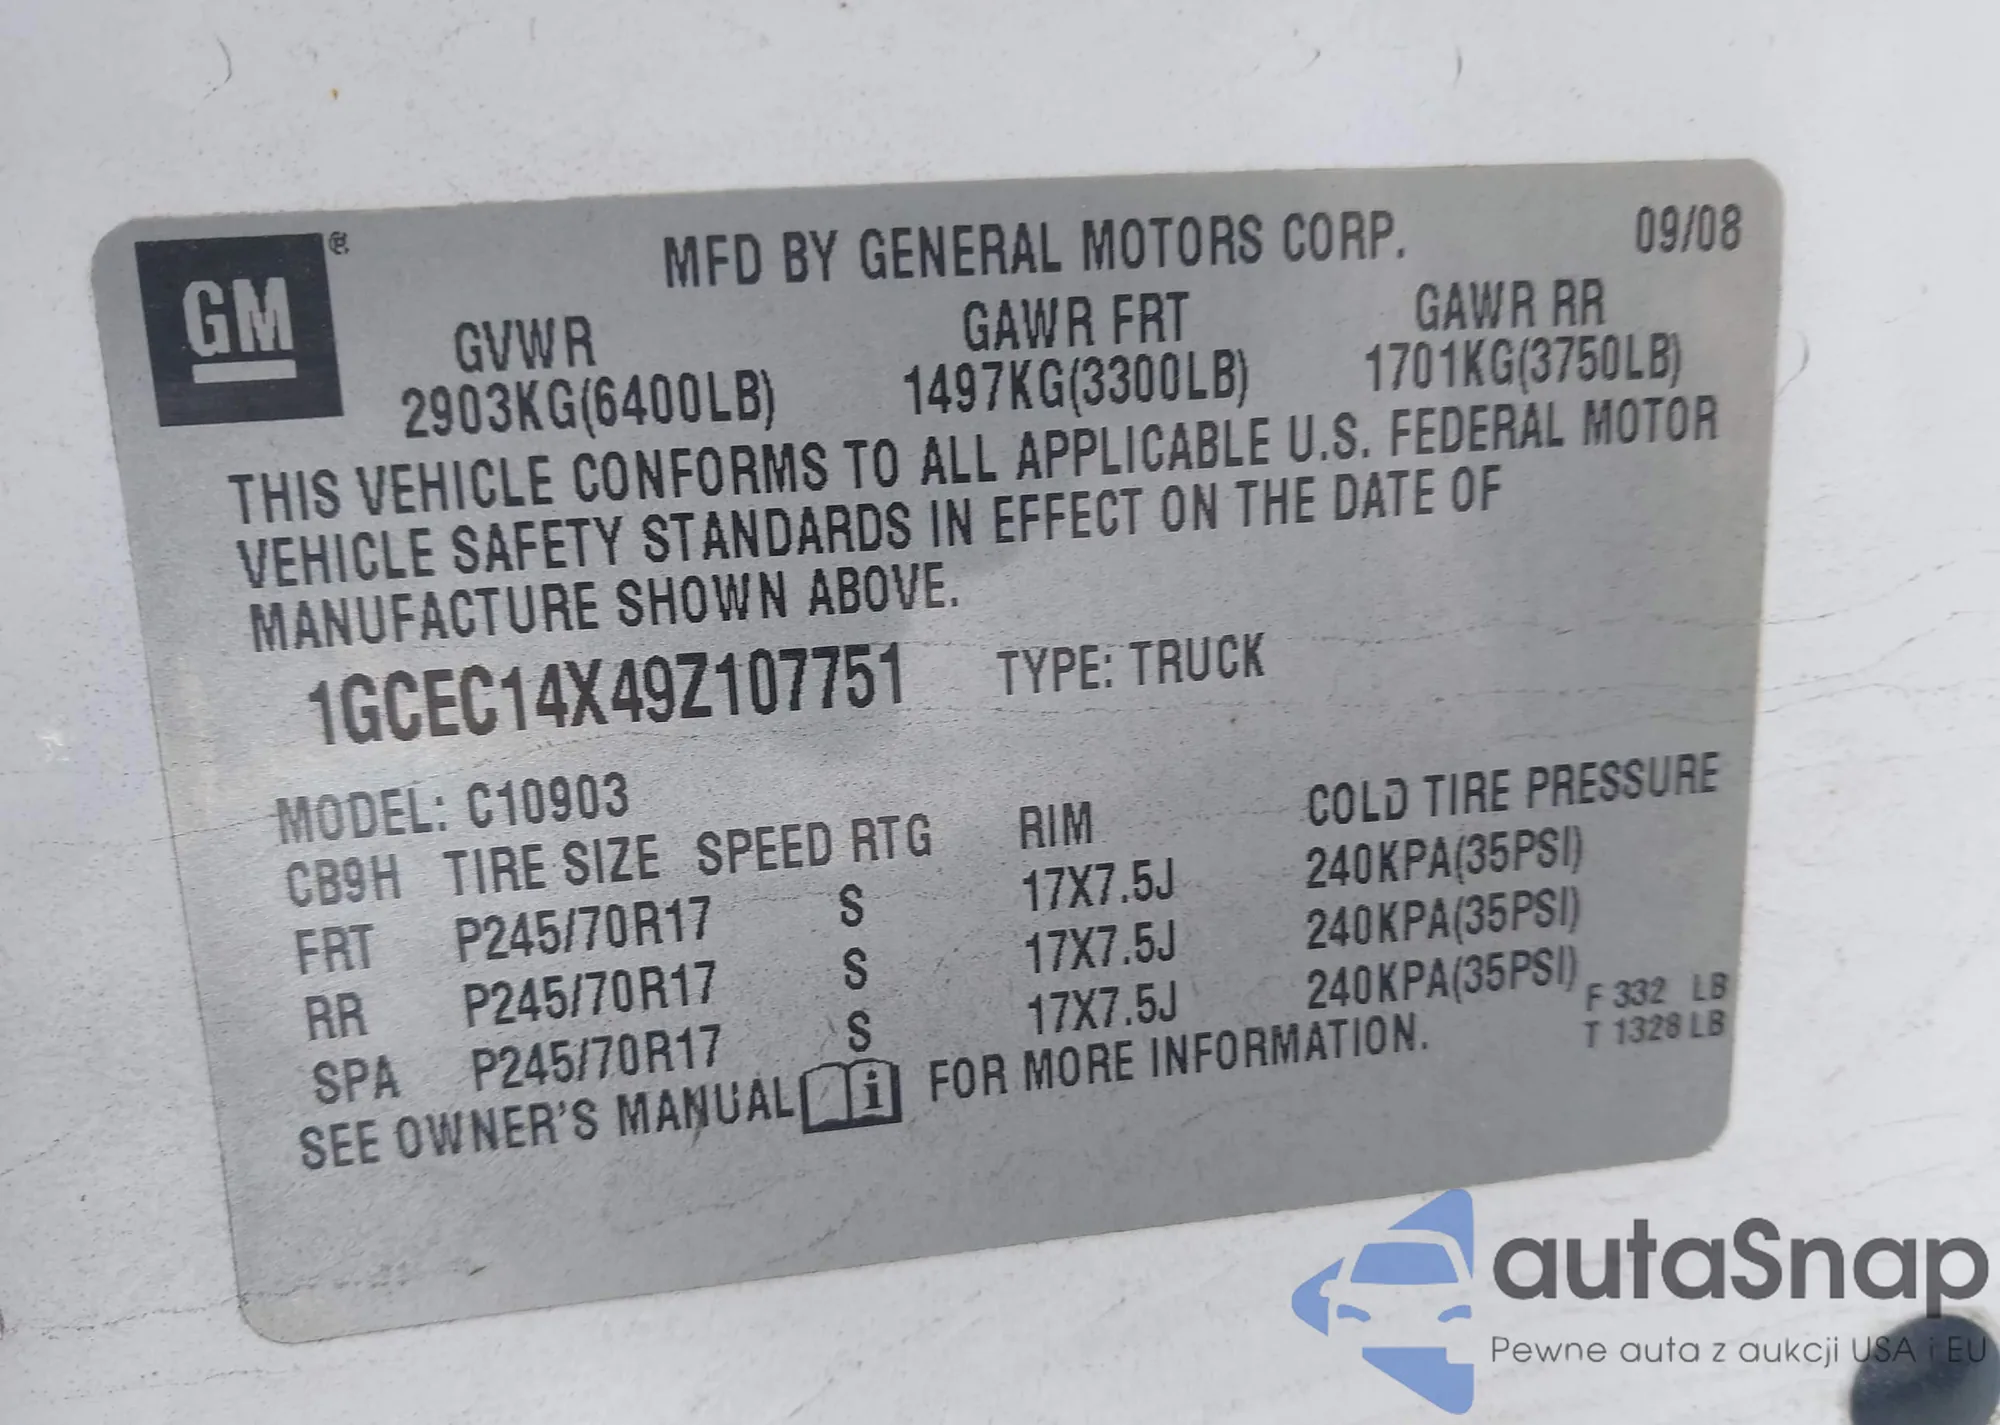 GM ®
MFD BY GENERAL MOTORS CORP. 09/08
GVWR GAWR FRT GAWR RR
2903KG(6400LB) 1497KG(3300LB) 1701KG(3750LB)
THIS VEHICLE CONFORMS TO ALL APPLICABLE U.S. FEDERAL MOTOR
VEHICLE SAFETY STANDARDS IN EFFECT ON THE DATE OF
MANUFACTURE SHOWN ABOVE.
1GCEC14X49Z107751 TYPE: TRUCK
MODEL: C10903
CB9H TIRE SIZE SPEED RTG RIM COLD TIRE PRESSURE
FRT P245/70R17 S 17X7.5J 240KPA(35PSI)
RR P245/70R17 S 17X7.5J 240KPA(35PSI)
SPA P245/70R17 S 17X7.5J 240KPA(35PSI)
F 332 LB
T 1328 LB
SEE OWNER'S MANUAL i FOR MORE INFORMATION.
autaSnap
Pewne auta z aukcji USA i EU